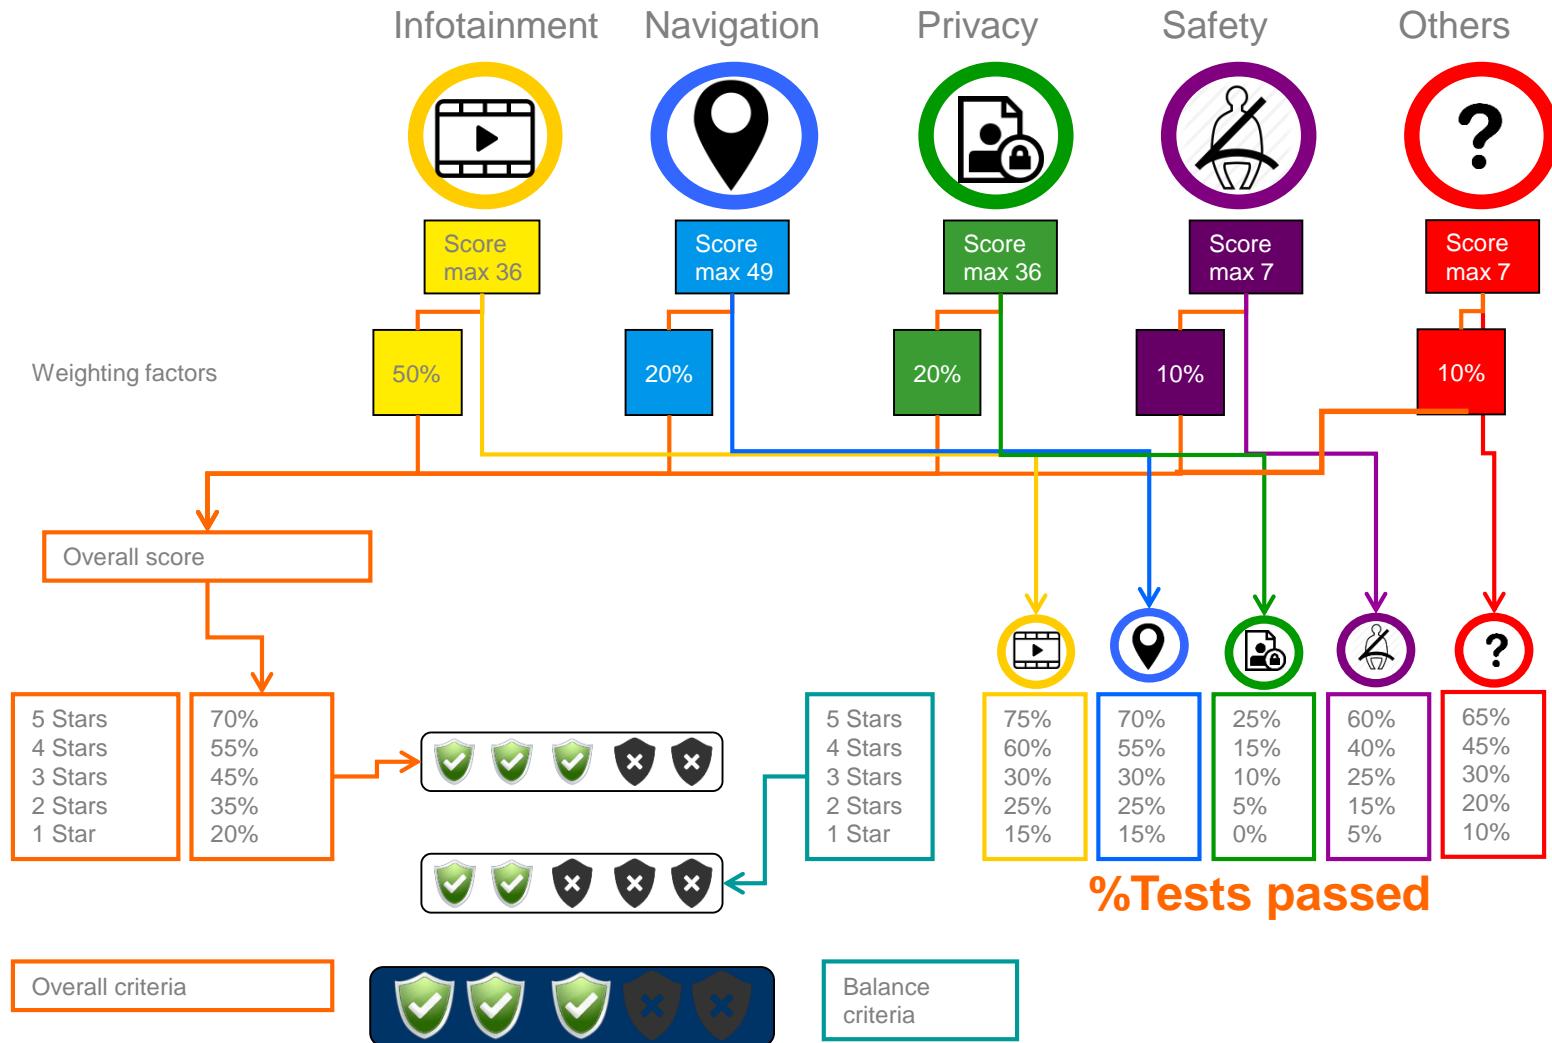 Infotainment
Navigation
Privacy
Safety
Others
Score
max 36
Score
max 49
Score
max 36
Score
max 7
Score
max 7
Weighting factors
50%
20%
20%
10%
10%
Overall score
5 Stars
4 Stars
3 Stars
2 Stars
1 Star
70%
55%
45%
35%
20%
5 Stars
4 Stars
3 Stars
2 Stars
1 Star
75%
60%
30%
25%
15%
70%
55%
30%
25%
15%
25%
15%
10%
5%
0%
60%
40%
25%
15%
5%
65%
45%
30%
20%
10%
%Tests passed
Overall criteria
Balance
criteria